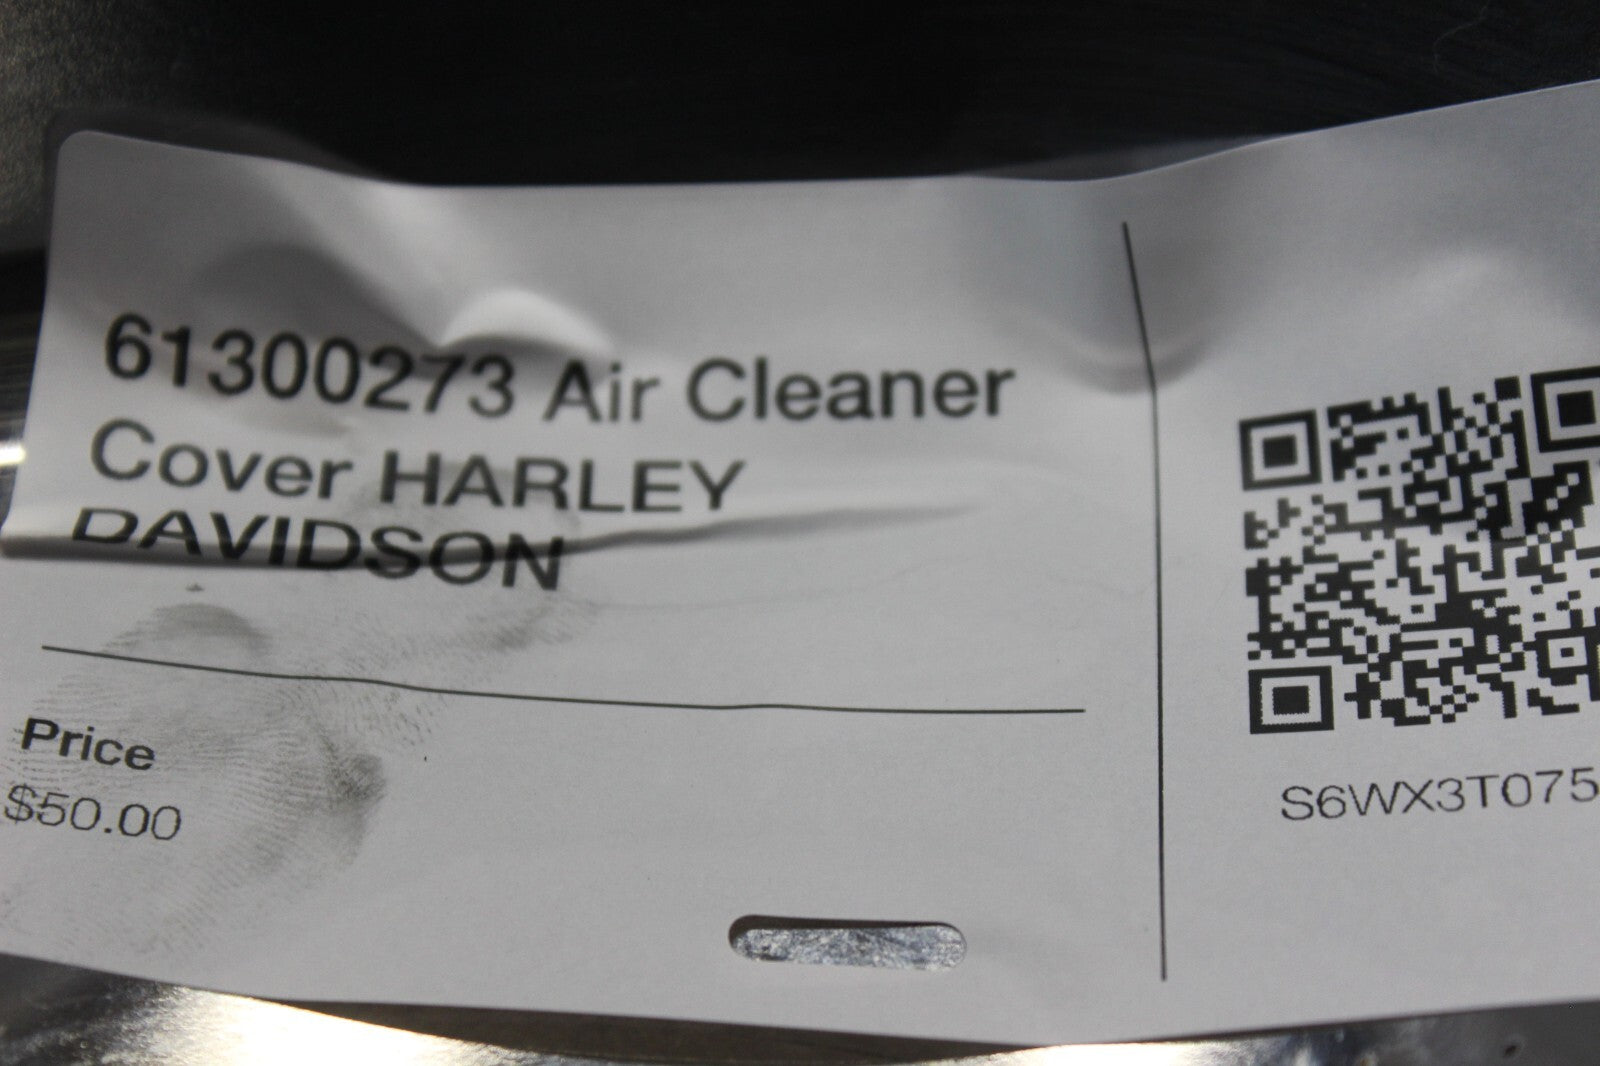 61300273 Air Cleaner
Cover HARLEY
DAVIDSON
Price
$50.00
S6WX3T075